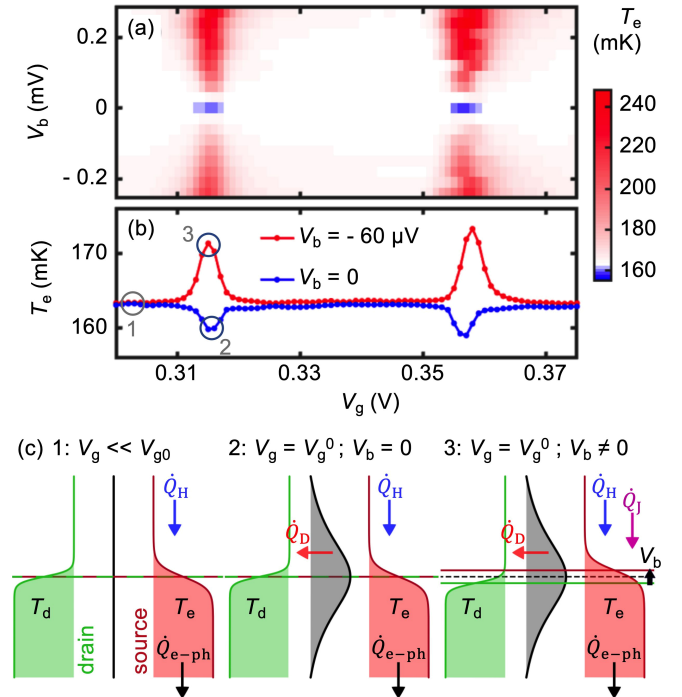 (a)
T_e
(mK)
V_b (mV)
0.2
0
- 0.2
240
220
200
180
160
(b)
T_e (mK)
170
160
3
V_b = - 60 µV
V_b = 0
1
2
0.31
0.33
0.35
0.37
V_g (V)
(c) 1: V_g << V_g0
2: V_g = V_g^0 ; V_b = 0
3: V_g = V_g^0 ; V_b ≠ 0
Q̇_H
Q̇_H
Q̇_H
Q̇_J
Q̇_D
Q̇_D
V_b
T_d
drain
source
T_e
T_d
T_e
T_d
T_e
Q̇_e−ph
Q̇_e−ph
Q̇_e−ph